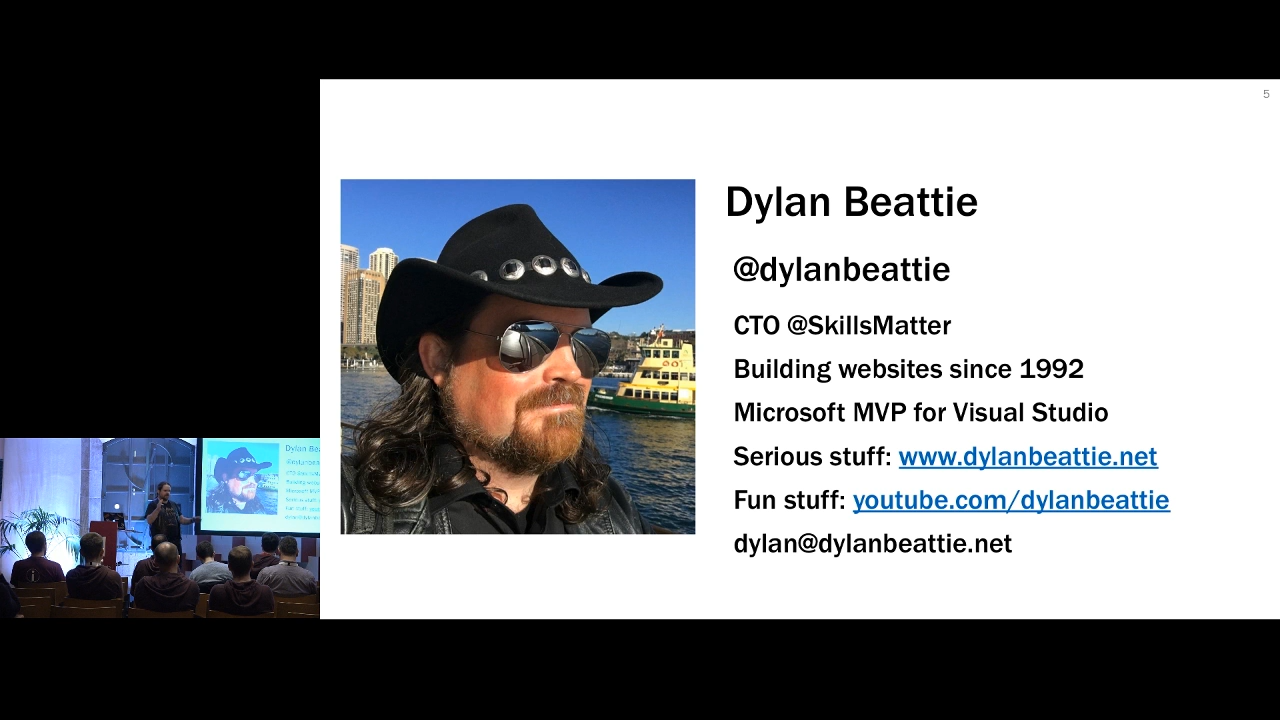 5
Dylan Beattie
@dylanbeattie
CTO @SkillsMatter
Building websites since 1992
Microsoft MVP for Visual Studio
Serious stuff: www.dylanbeattie.net
Fun stuff: youtube.com/dylanbeattie
dylan@dylanbeattie.net